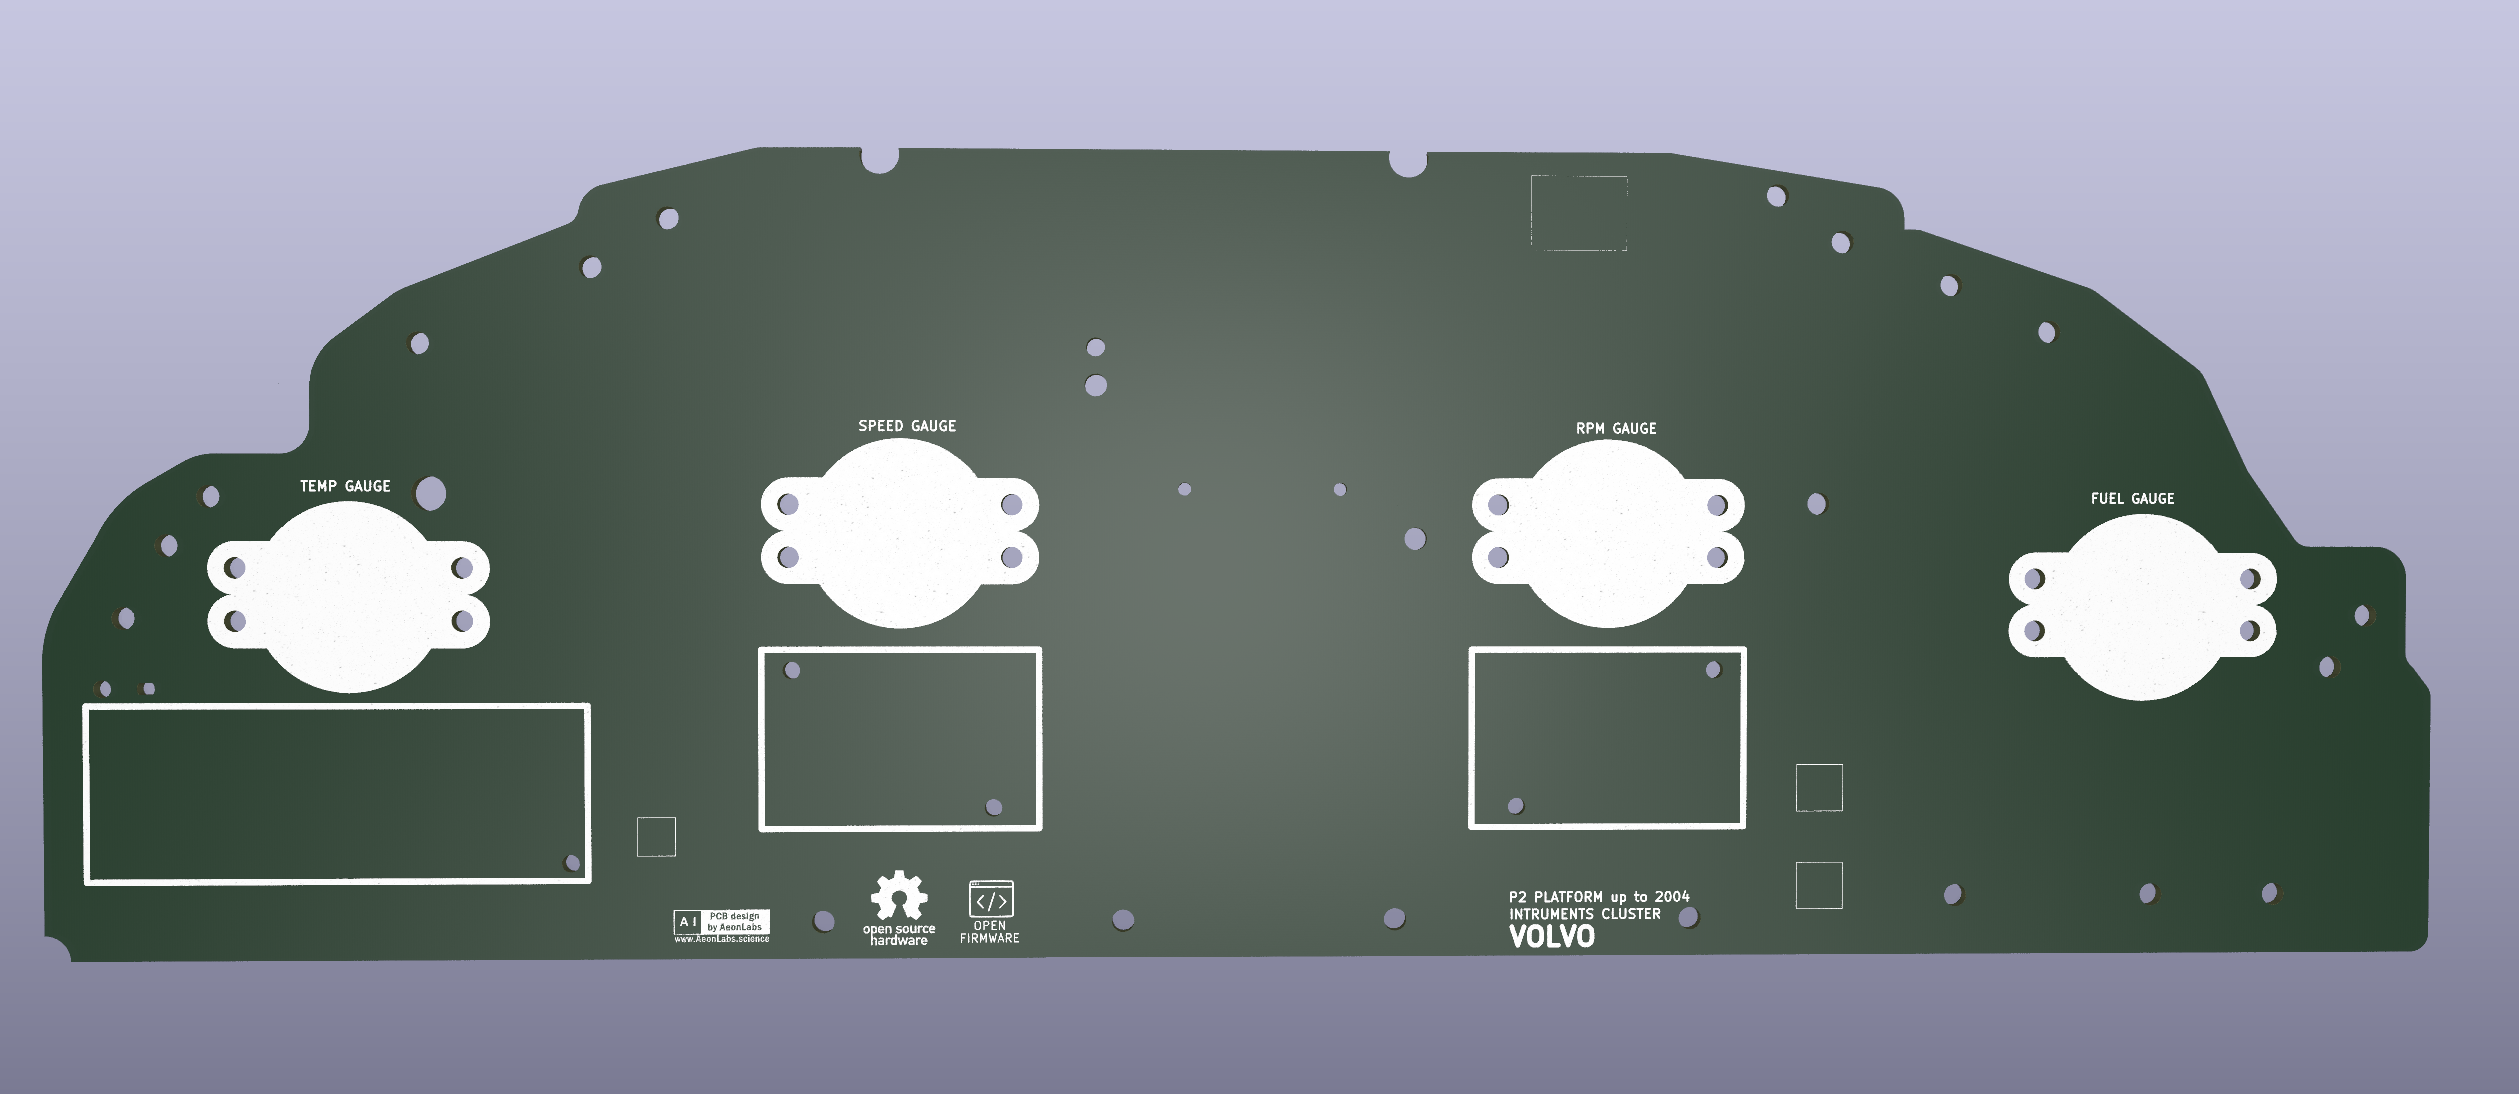 SPEED GAUGE
RPM GAUGE
TEMP GAUGE
FUEL GAUGE
AI
PCB design
by AeonLabs
www.AeonLabs.science
open source
hardware
</>
OPEN
FIRMWARE
P2 PLATFORM up to 2004
INTRUMENTS CLUSTER
VOLVO